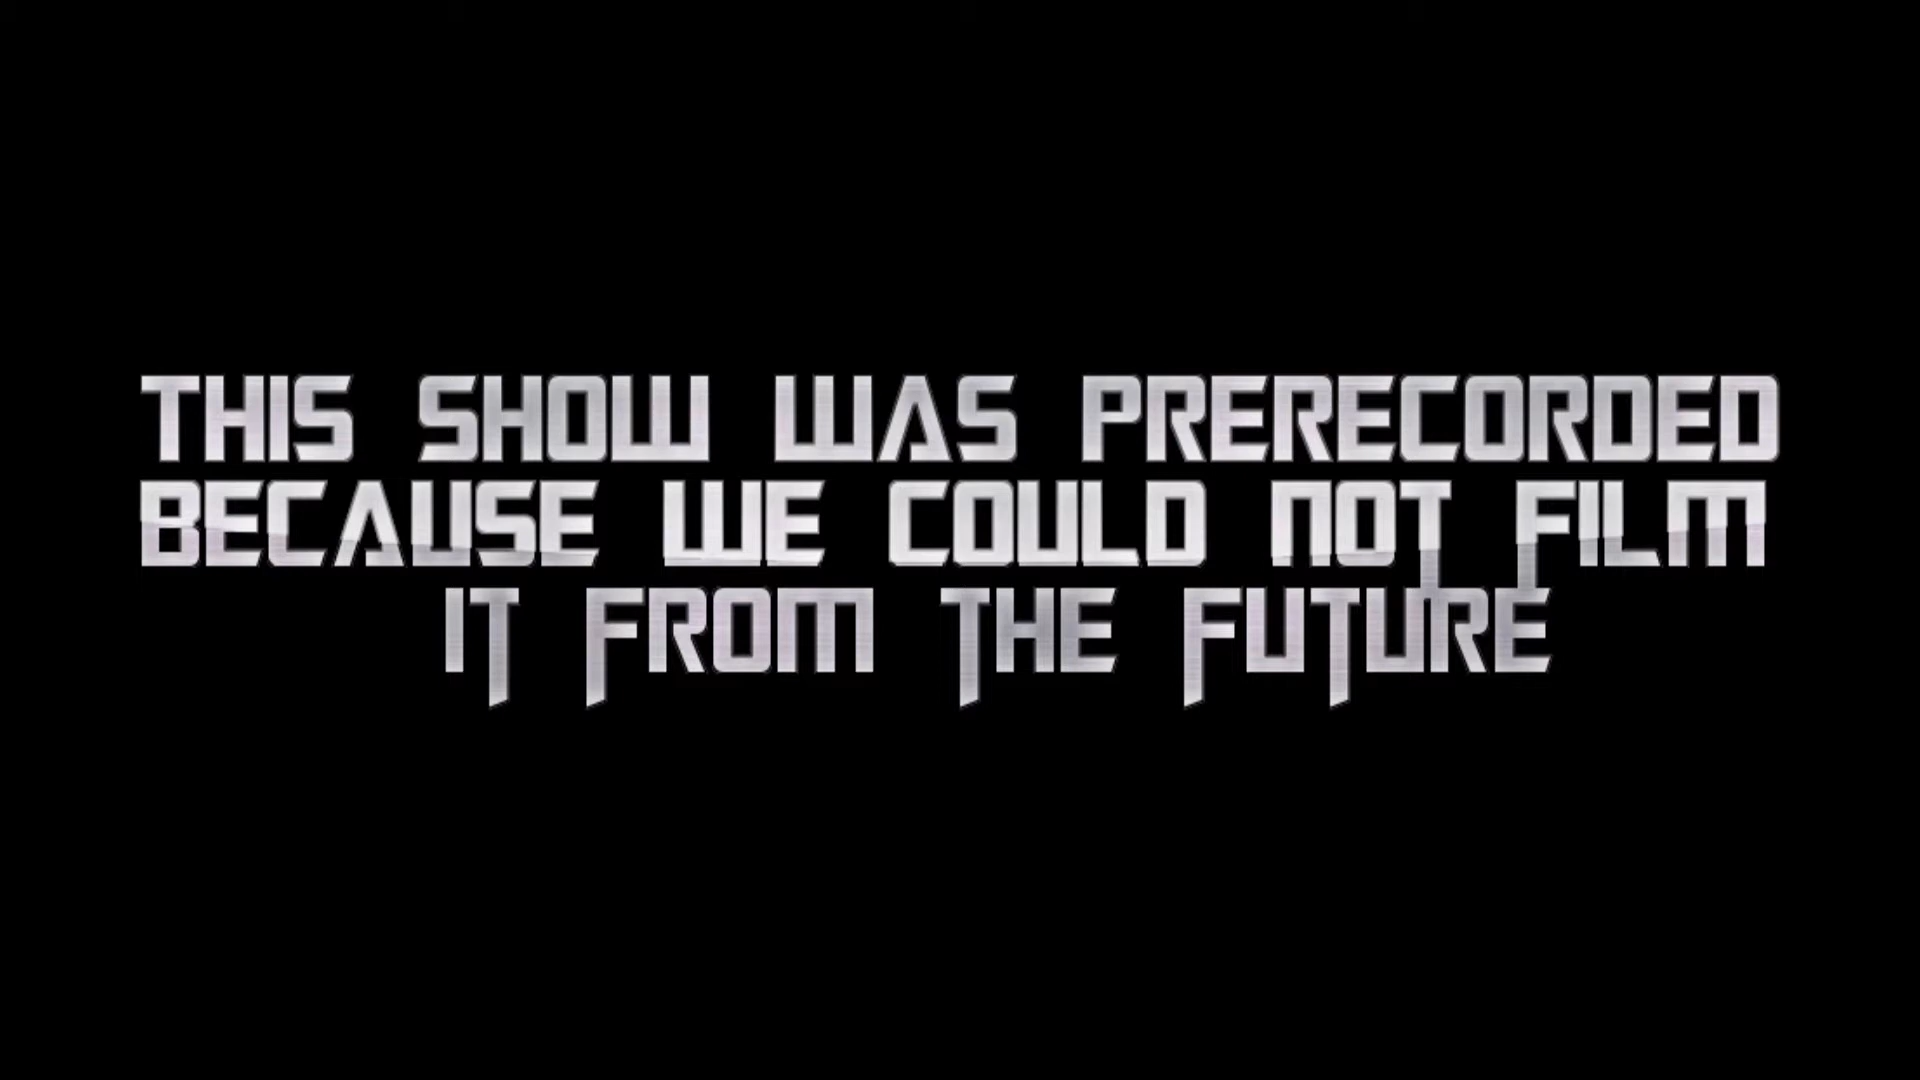 THIS SHOW WAS PRERECORDED
BECAUSE WE COULD NOT FILM
IT FROM THE FUTURE